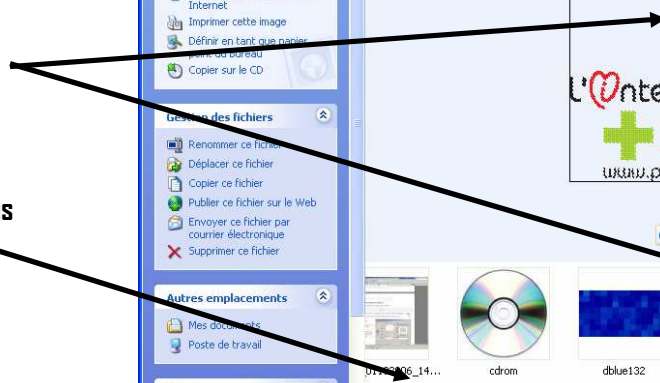 Internet
Imprimer cette image
Définir en tant que papier
peint du bureau
Copier sur le CD
Gestion des fichiers
Renommer ce fichier
Déplacer ce fichier
Copier ce fichier
Publier ce fichier sur le Web
Envoyer ce fichier par
courrier électronique
Supprimer ce fichier
Autres emplacements
Mes documents
Poste de travail
s
L'inte
www.p
cdrom
dblue132